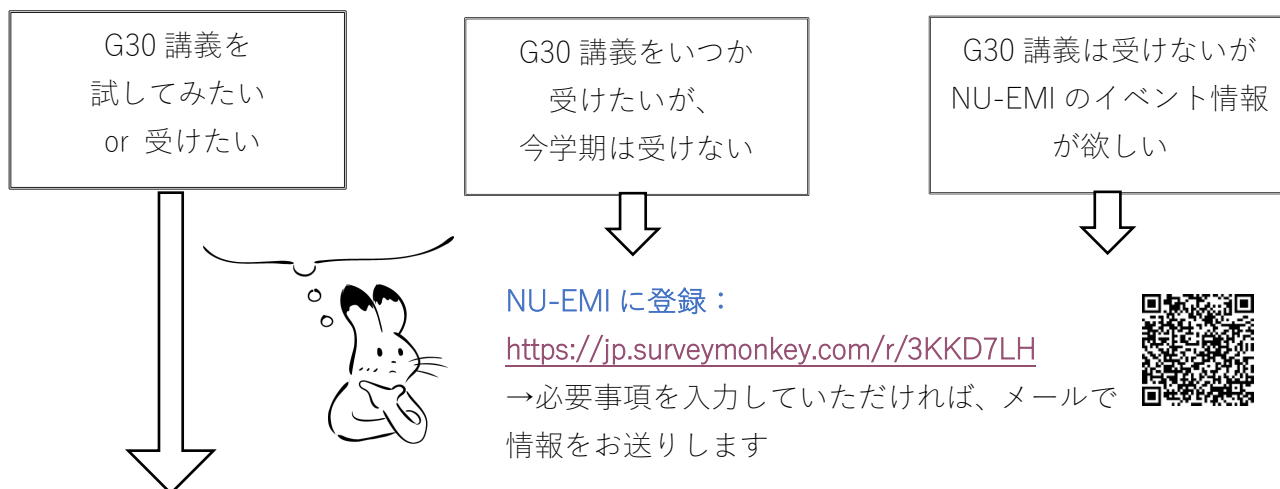 G30 講義を
試してみたい
or 受けたい
G30 講義をいつか
受けたいが、
今学期は受けない
G30 講義は受けないが
NU-EMI のイベント情報
が欲しい
NU-EMI に登録：
https://jp.surveymonkey.com/r/3KKD7LH
→必要事項を入力していただければ、メールで
情報をお送りします